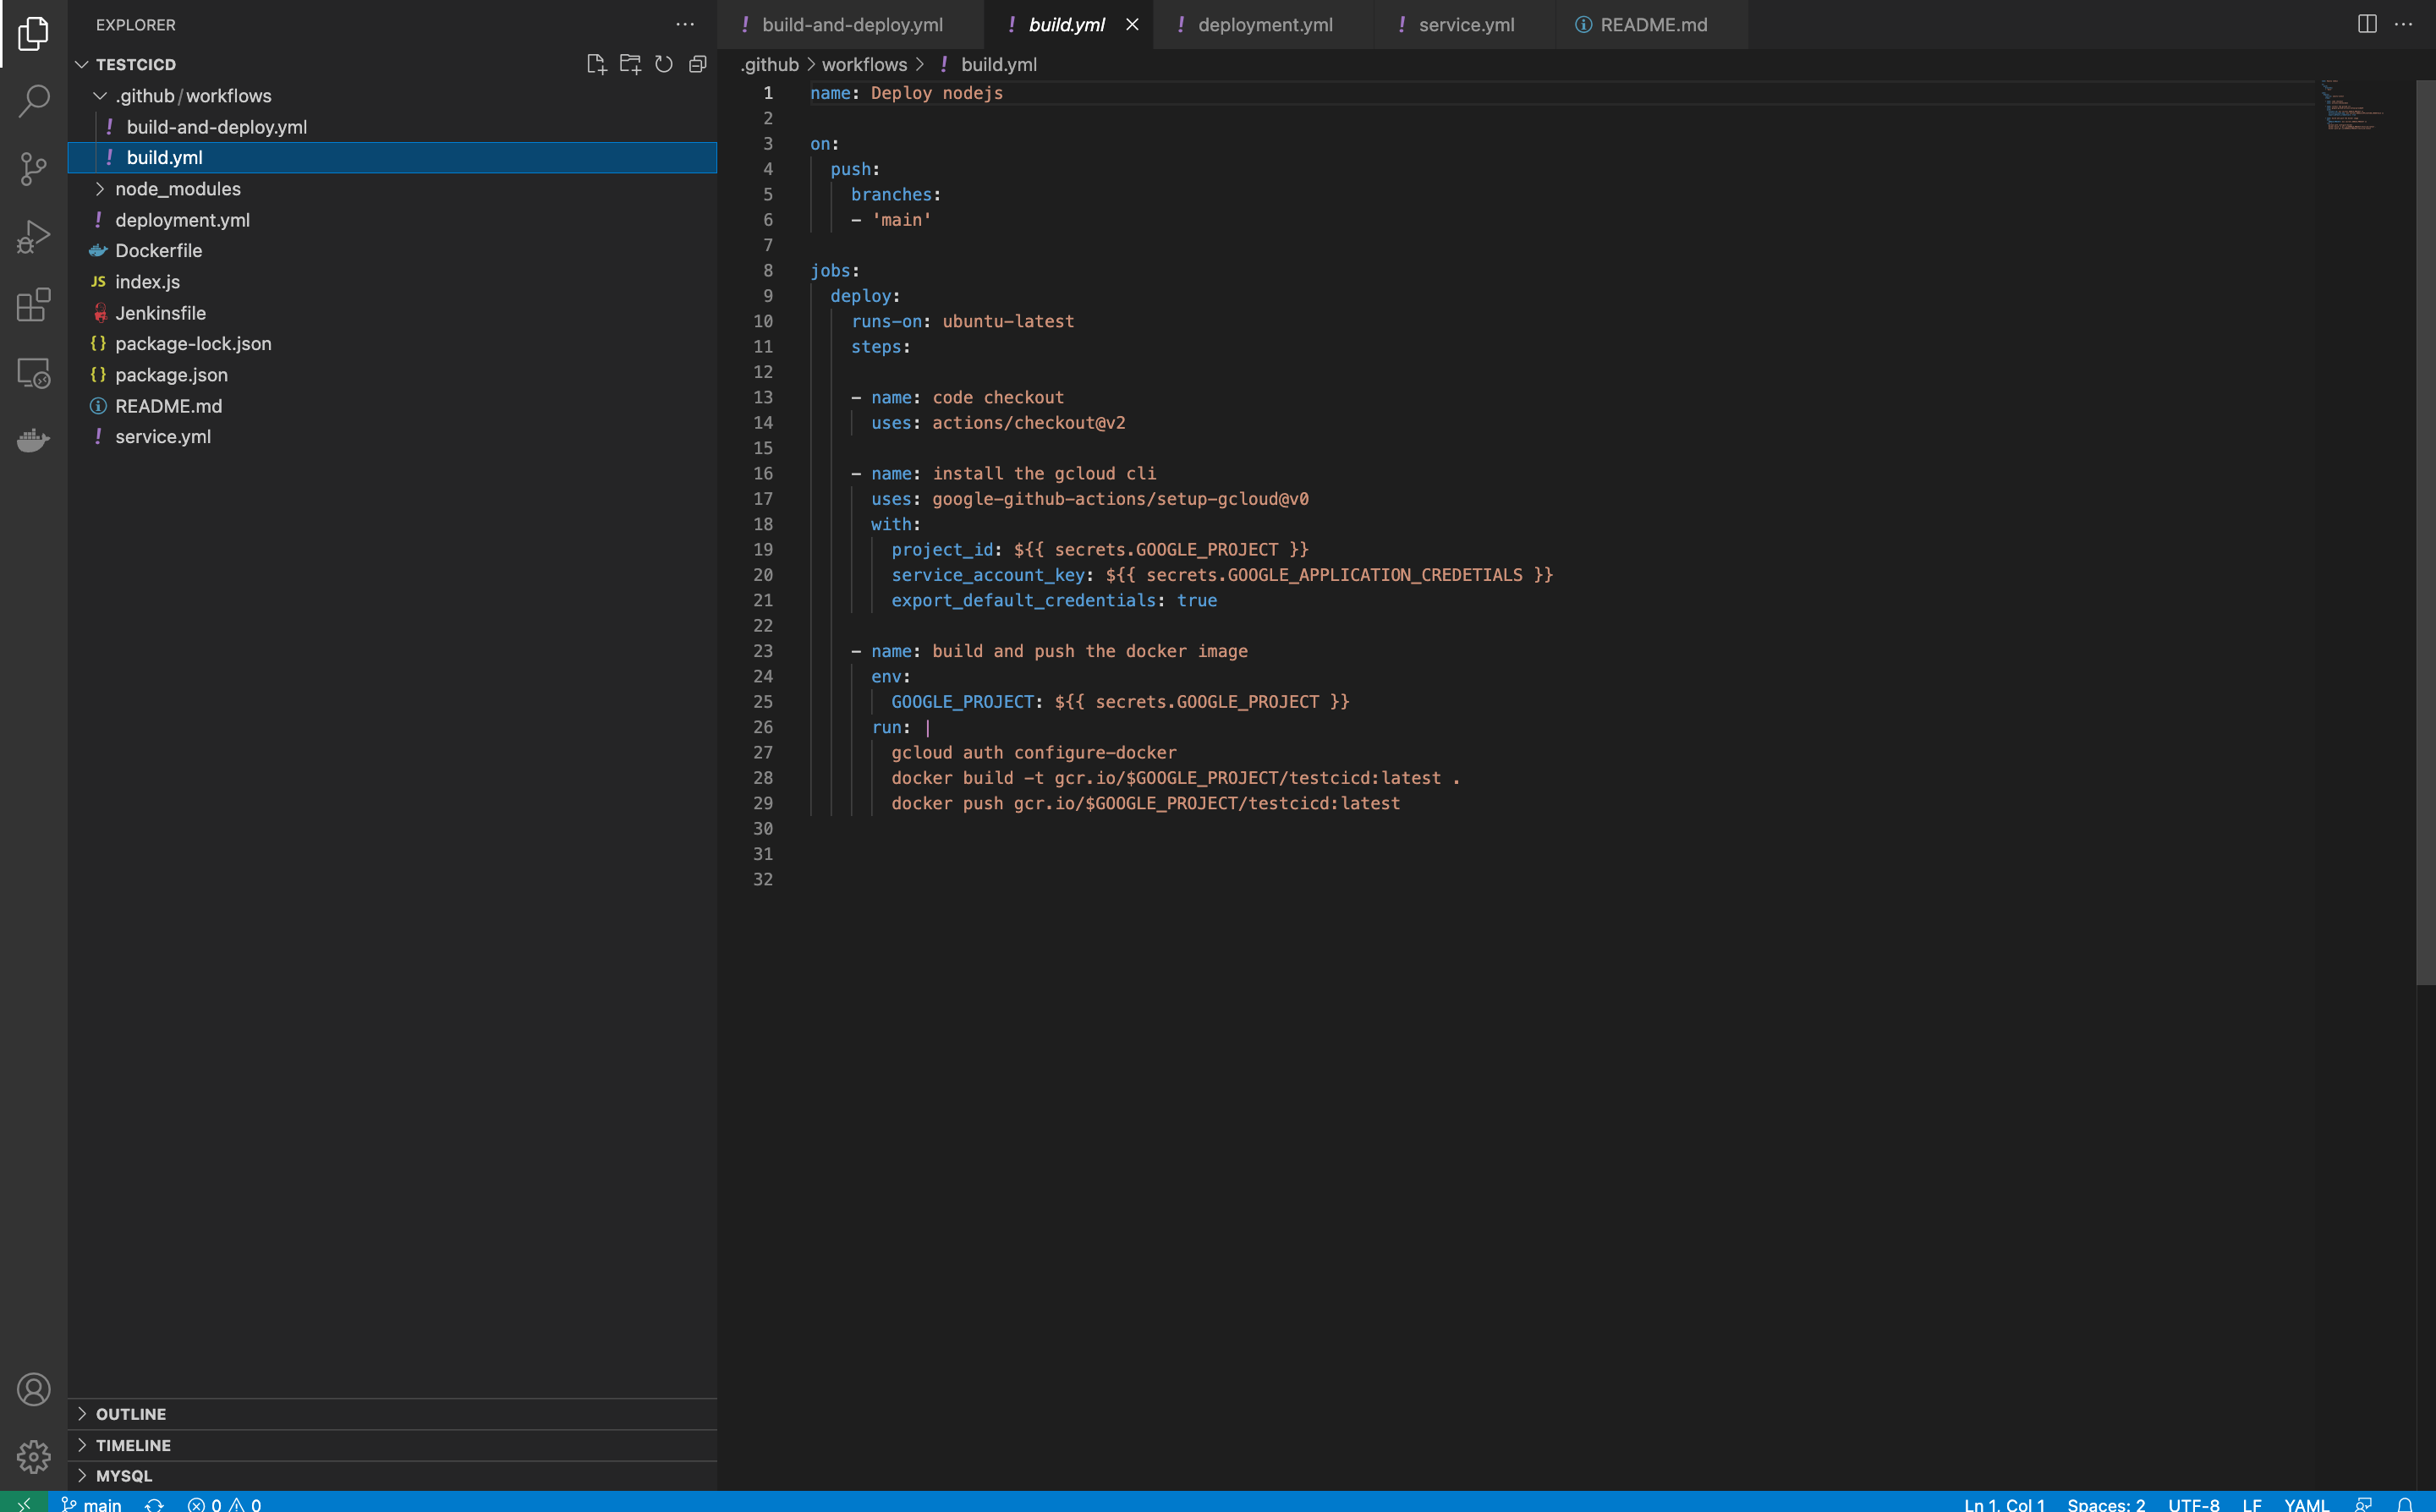 EXPLORER
TESTCICD
.github/workflows
build-and-deploy.yml
build.yml
node_modules
deployment.yml
Dockerfile
JS index.js
Jenkinsfile
{} package-lock.json
{} package.json
README.md
service.yml
OUTLINE
TIMELINE
MYSQL
! build-and-deploy.yml ! build.yml ! deployment.yml ! service.yml README.md
.github > workflows > ! build.yml
1 name: Deploy nodejs
2
3 on:
4 push:
5 branches:
6 - 'main'
7
8 jobs:
9 deploy:
10 runs-on: ubuntu-latest
11 steps:
12
13 - name: code checkout
14 uses: actions/checkout@v2
15
16 - name: install the gcloud cli
17 uses: google-github-actions/setup-gcloud@v0
18 with:
19 project_id: ${{ secrets.GOOGLE_PROJECT }}
20 service_account_key: ${{ secrets.GOOGLE_APPLICATION_CREDETIALS }}
21 export_default_credentials: true
22
23 - name: build and push the docker image
24 env:
25 GOOGLE_PROJECT: ${{ secrets.GOOGLE_PROJECT }}
26 run: |
27 gcloud auth configure-docker
28 docker build -t gcr.io/$GOOGLE_PROJECT/testcicd:latest .
29 docker push gcr.io/$GOOGLE_PROJECT/testcicd:latest
30
31
32
main 0 0 Ln 1, Col 1 Spaces: 2 UTF-8 LF YAML